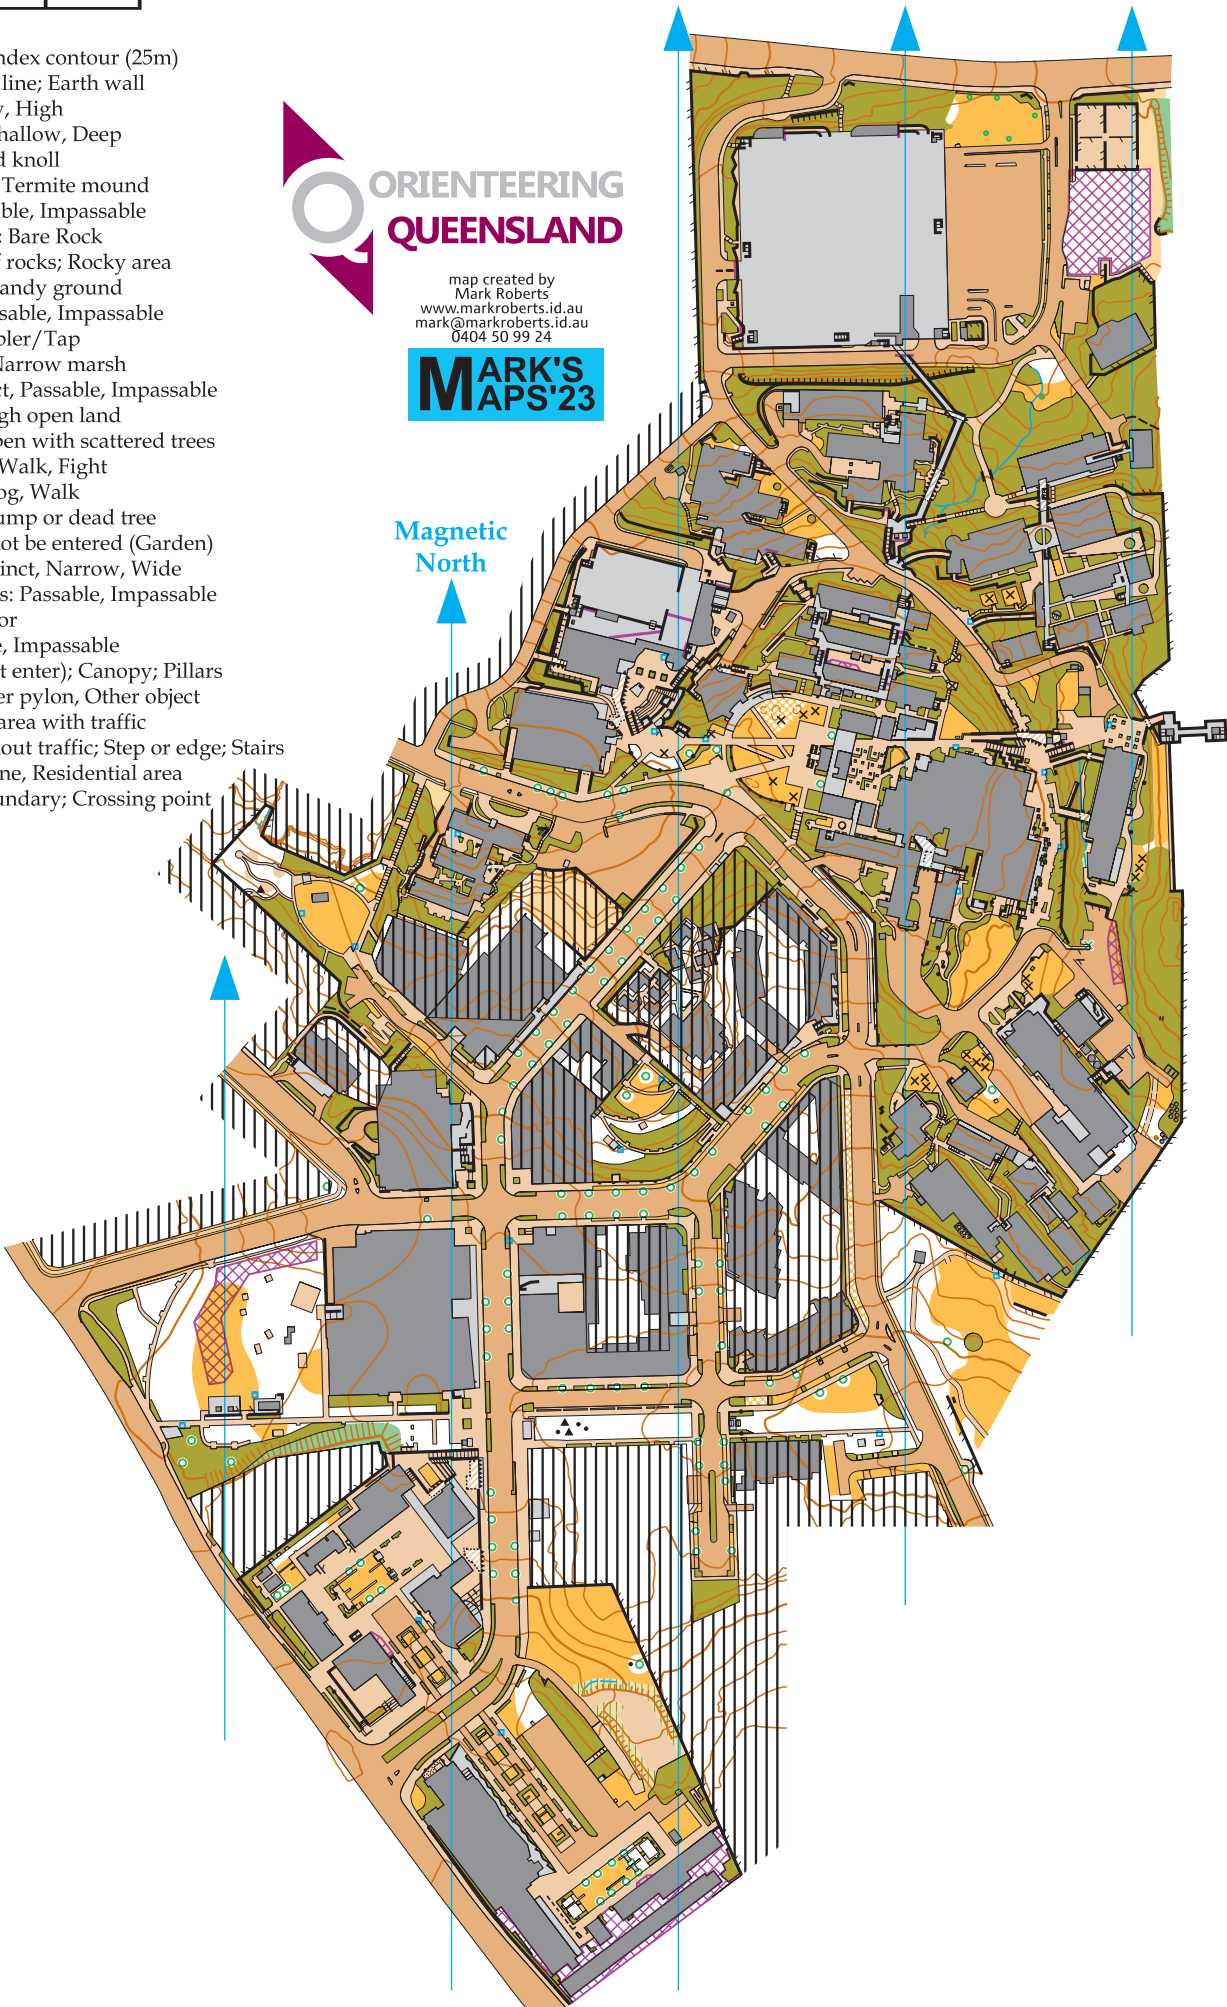 ndex contour (25m)
line; Earth wall
, High
hallow, Deep
d knoll
Termite mound
ble, Impassable
: Bare Rock
f rocks; Rocky area
andy ground
sable, Impassable
bler/Tap
Narrow marsh
ct, Passable, Impassable
gh open land
pen with scattered trees
Walk, Fight
og, Walk
ump or dead tree
not be entered (Garden)
inct, Narrow, Wide
s: Passable, Impassable
or
e, Impassable
t enter); Canopy; Pillars
er pylon, Other object
area with traffic
hout traffic; Step or edge; Stairs
ne, Residential area
undary; Crossing point
ORIENTEERING
QUEENSLAND
map created by
Mark Roberts
www.markroberts.id.au
mark@markroberts.id.au
0404 50 99 24
MARK'S
MAPS'23
Magnetic
North